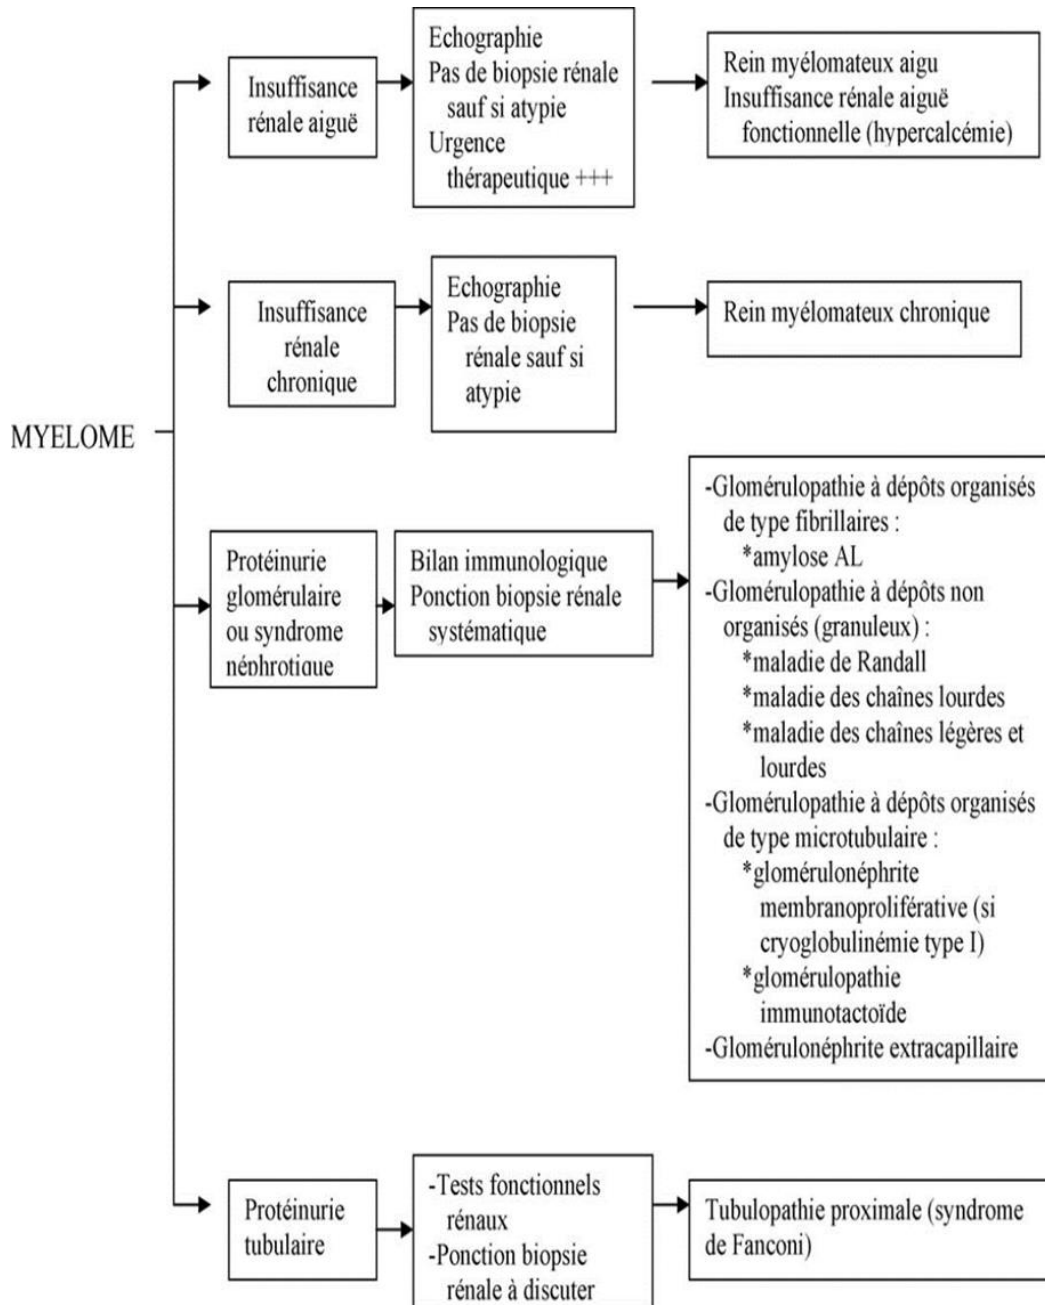 Insuffisance
rénale aiguë
Echographie
Pas de biopsie rénale
sauf si atypie
Urgence
thérapeutique +++
Rein myélomateux aigu
Insuffisance rénale aiguë
fonctionnelle (hypercalcémie)
Insuffisance
rénale
chronique
Echographie
Pas de biopsie
rénale sauf si
atypie
Rein myélomateux chronique
MYELOME
Protéinurie
glomérulaire
ou syndrome
néphrotique
Bilan immunologique
Ponction biopsie rénale
systématique
-Glomérulopathie à dépôts organisés
de type fibrillaires :
*amylose AL
-Glomérulopathie à dépôts non
organisés (granuleux) :
*maladie de Randall
*maladie des chaînes lourdes
*maladie des chaînes légères et
lourdes
-Glomérulopathie à dépôts organisés
de type microtubulaire :
*glomérulonéphrite
membranoproliférative (si
cryoglobulinémie type I)
*glomérulopathie
immunotactoïde
-Glomérulonéphrite extracapillaire
Protéinurie
tubulaire
-Tests fonctionnels
rénaux
-Ponction biopsie
rénale à discuter
Tubulopathie proximale (syndrome
de Fanconi)